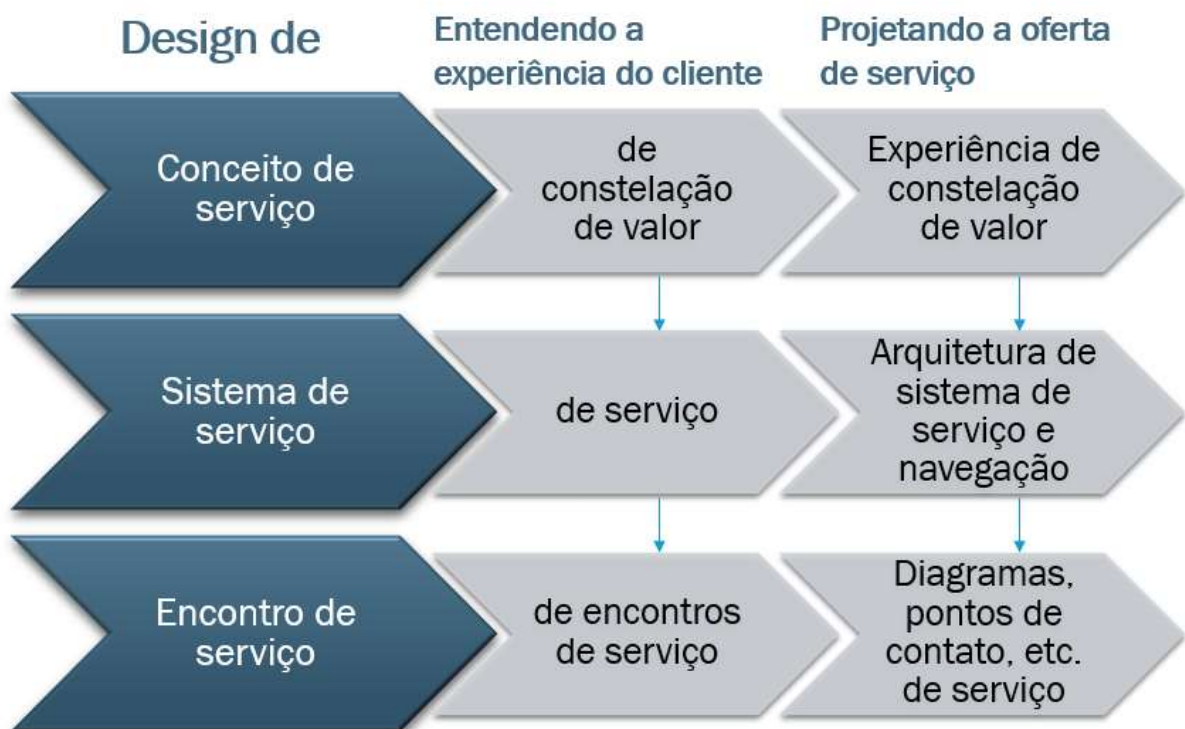 Design de
Entendendo a
experiência do cliente
Projetando a oferta
de serviço
Conceito de
serviço
de
constelação
de valor
Experiência de
constelação
de valor
Sistema de
serviço
de serviço
Arquitetura de
sistema de
serviço e
navegação
Encontro de
serviço
de encontros
de serviço
Diagramas,
pontos de
contato, etc.
de serviço